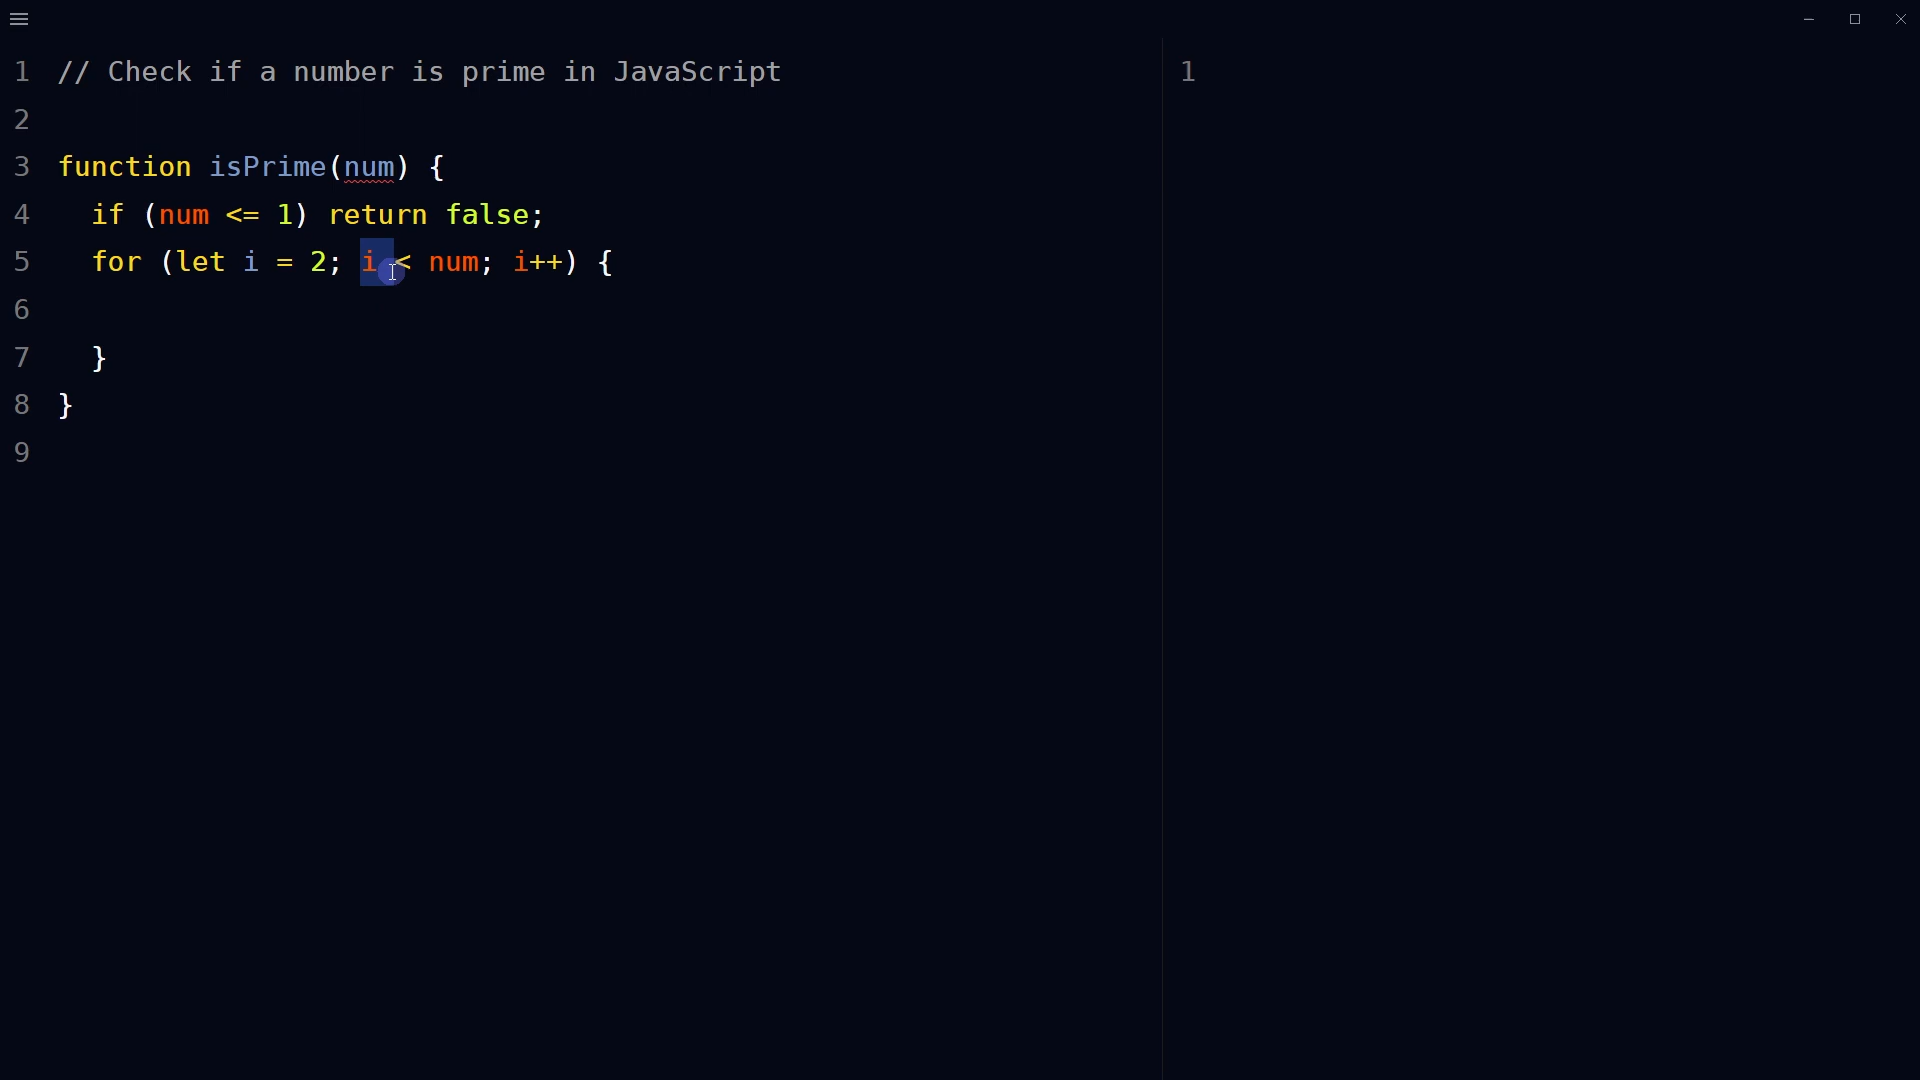 1 // Check if a number is prime in JavaScript
2
3 function isPrime(num) {
4   if (num <= 1) return false;
5   for (let i = 2; i < num; i++) {
6
7   }
8 }
9
1